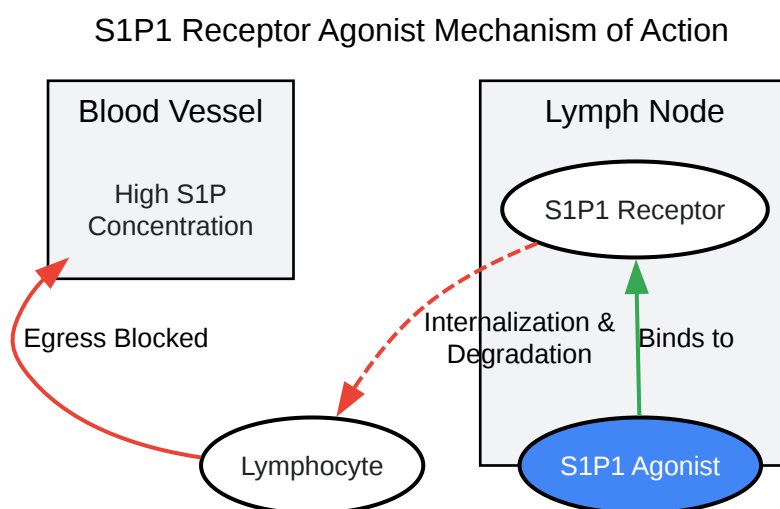 S1P1 Receptor Agonist Mechanism of Action
Blood Vessel
High S1P
Concentration
Lymph Node
S1P1 Receptor
Egress Blocked
Internalization &
Degradation
Binds to
Lymphocyte
S1P1 Agonist